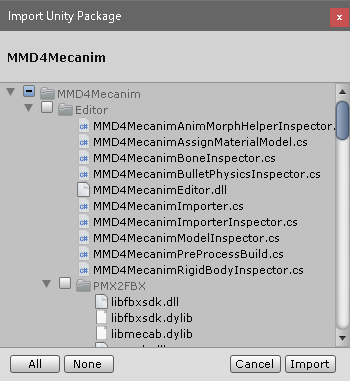 Import Unity Package
x
MMD4Mecanim
MMD4Mecanim
Editor
c# MMD4MecanimAnimMorphHelperInspector.
c# MMD4MecanimAssignMaterialModel.cs
c# MMD4MecanimBoneInspector.cs
c# MMD4MecanimBulletPhysicsInspector.cs
MMD4MecanimEditor.dll
c# MMD4MecanimImporter.cs
c# MMD4MecanimImporterInspector.cs
c# MMD4MecanimModelInspector.cs
c# MMD4MecanimPreProcessBuild.cs
c# MMD4MecanimRigidBodyInspector.cs
PMX2FBX
libfbxsdk.dll
libfbxsdk.dylib
libmecab.dylib
All None Cancel Import